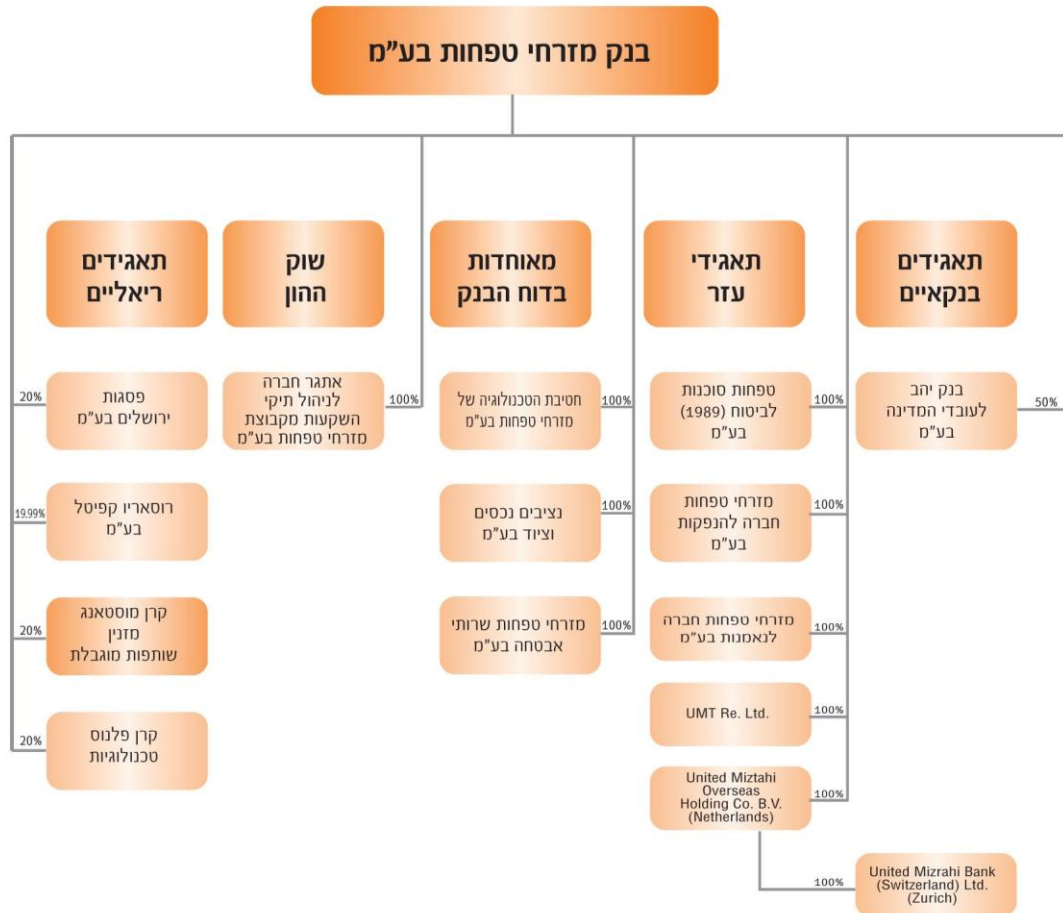 בנק מזרחי טפחות בע"מ
תאגידים
בנקאיים
תאגידי
עזר
מאוחדות
בדוח הבנק
שוק
ההון
תאגידים
ריאליים
50%
בנק יהב
לעובדי המדינה
בע"מ
100%
טפחות סוכנות
לביטוח (1989)
בע"מ
100%
מזרחי טפחות
חברה להנפקות
בע"מ
100%
מזרחי טפחות חברה
לנאמנות בע"מ
100%
UMT Re. Ltd.
100%
United Miztahi
Overseas
Holding Co. B.V.
(Netherlands)
100%
United Mizrahi Bank
(Switzerland) Ltd.
(Zurich)
100%
חטיבת הטכנולוגיה של
מזרחי טפחות בע"מ
100%
נציבים נכסים
וציוד בע"מ
100%
מזרחי טפחות שרותי
אבטחה בע"מ
100%
אתגר חברה
לניהול תיקי
השקעות מקבוצת
מזרחי טפחות בע"מ
20%
פסגות
ירושלים בע"מ
19.99%
רוסאריו קפיטל
בע"מ
20%
קרן מוסטאנג
מזנין
שותפות מוגבלת
20%
קרן פלנוס
טכנולוגיות